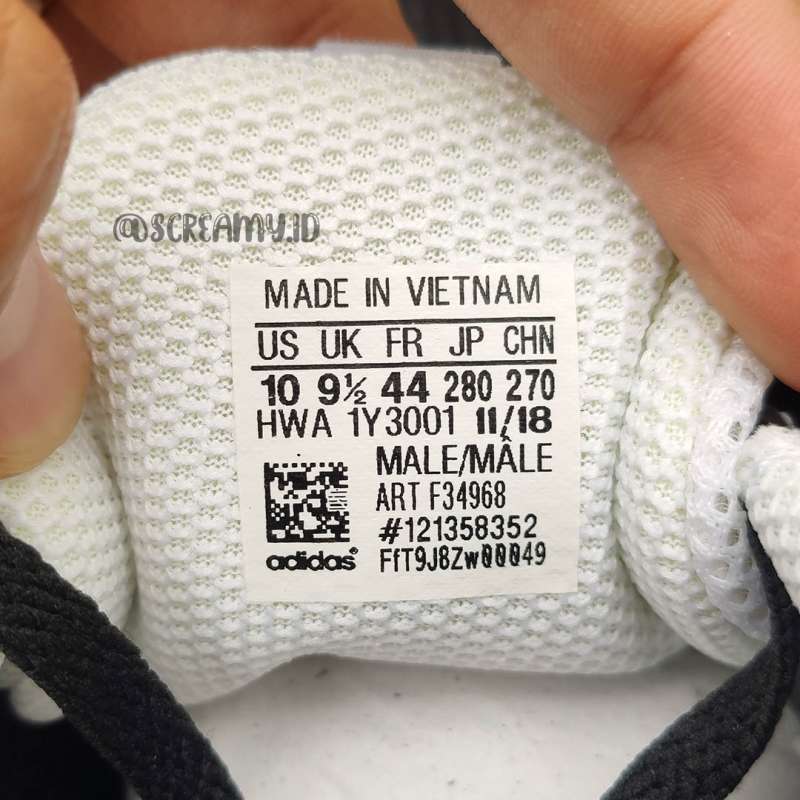 @SCREAMY.ID
MADE IN VIETNAM
US UK FR JP CHN
10 9½ 44 280 270
HWA 1Y3001 11/18
MALE/MÂLE
ART F34968
#121358352
adidas® FfT9J8Zw00049